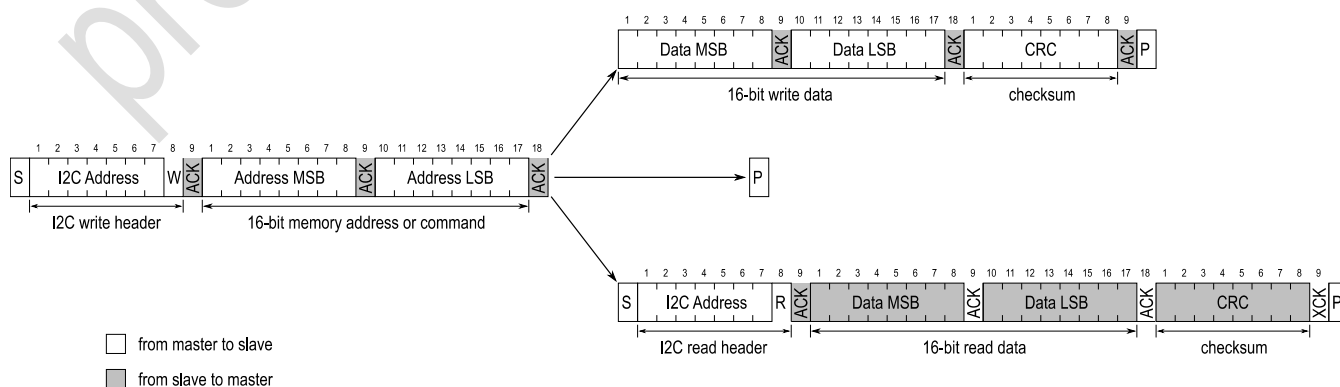 pre
1 2 3 4 5 6 7 8 9 10 11 12 13 14 15 16 17 18 1 2 3 4 5 6 7 8 9
Data MSB ACK Data LSB ACK CRC ACK P
16-bit write data checksum
1 2 3 4 5 6 7 8 9 1 2 3 4 5 6 7 8 9 10 11 12 13 14 15 16 17 18
S I2C Address W ACK Address MSB ACK Address LSB ACK P
I2C write header 16-bit memory address or command
1 2 3 4 5 6 7 8 9 1 2 3 4 5 6 7 8 9 10 11 12 13 14 15 16 17 18 1 2 3 4 5 6 7 8 9
S I2C Address R ACK Data MSB ACK Data LSB ACK CRC XCK P
I2C read header 16-bit read data checksum
from master to slave
from slave to master